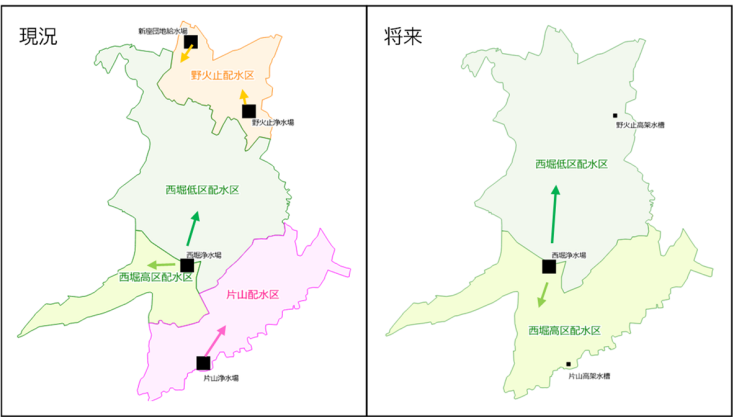 現況
新座団地給水場
野火止配水区
野火止浄水場
西堀低区配水区
西堀浄水場
西堀高区配水区
片山配水区
片山浄水場
将来
野火止高架水槽
西堀低区配水区
西堀浄水場
西堀高区配水区
片山高架水槽